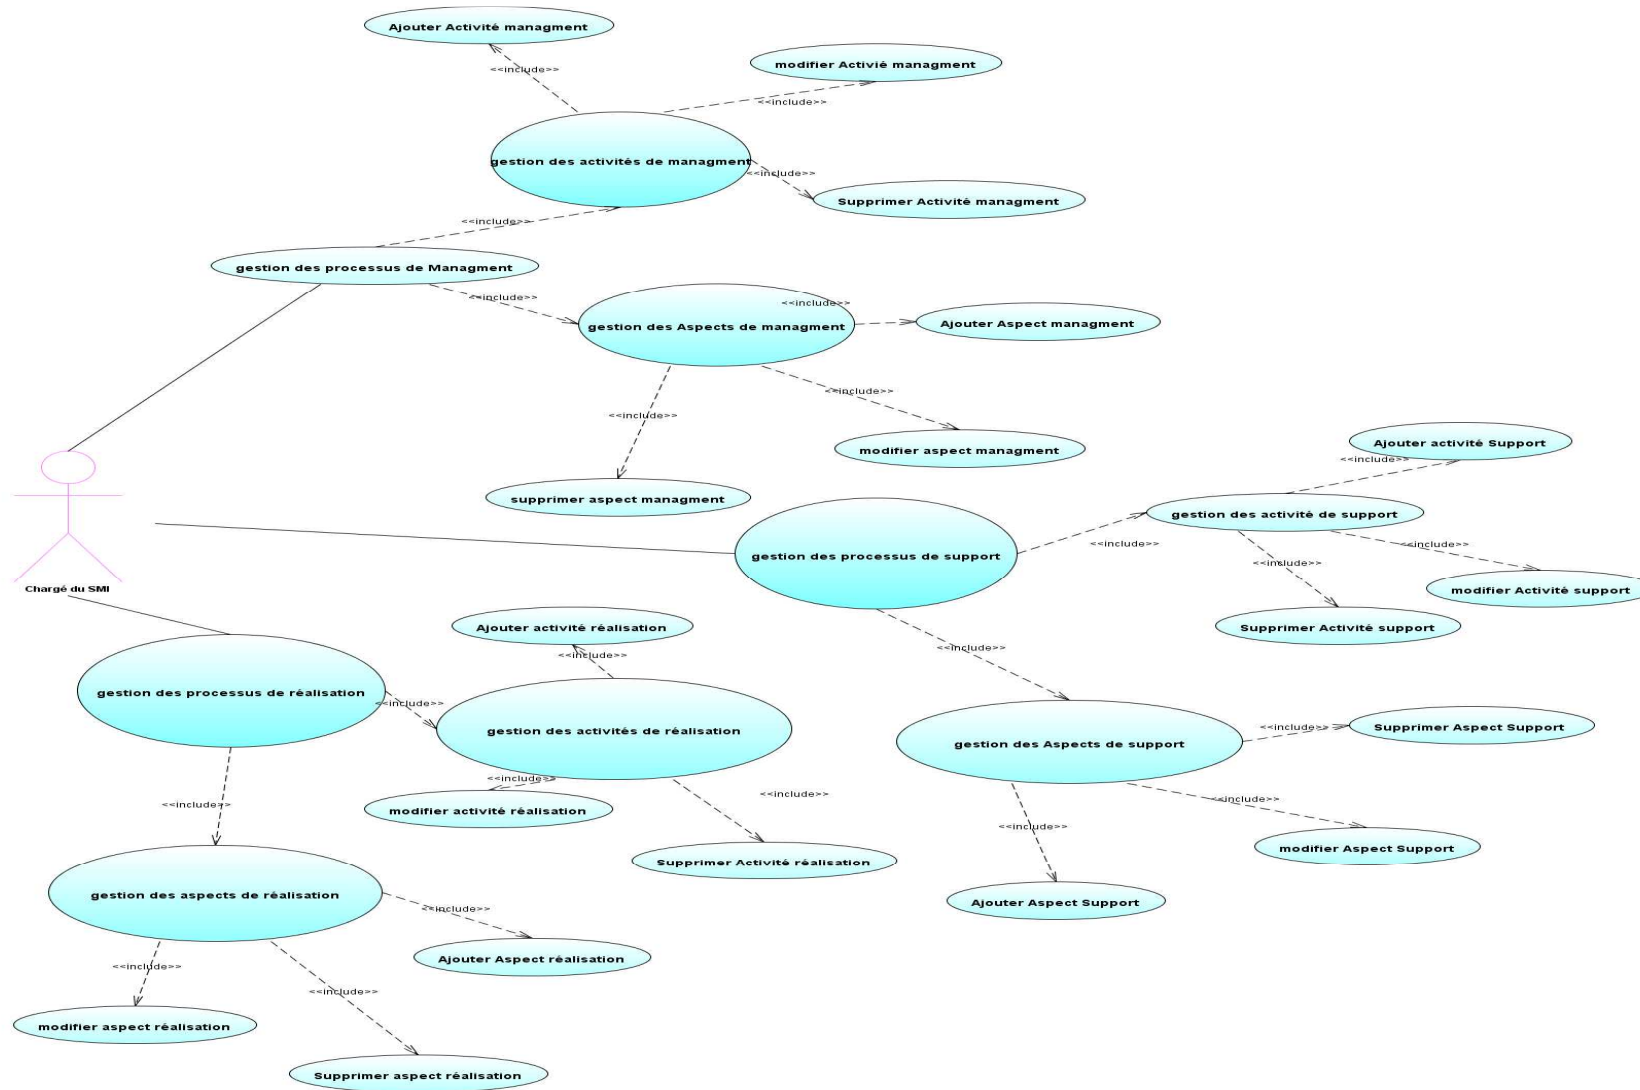 Ajouter Activité managment
<<include>>
modifier Activié managment
<<include>>
gestion des activités de managment
<<include>>
Supprimer Activité managment
<<include>>
gestion des processus de Managment
<<include>>
<<include>>
gestion des Aspects de managment
Ajouter Aspect managment
<<include>>
<<include>>
modifier aspect managment
supprimer aspect managment
Ajouter activité Support
<<include>>
gestion des activité de support
<<include>>
gestion des processus de support
<<include>>
<<include>>
modifier Activité support
Supprimer Activité support
Chargé du SMI
Ajouter activité réalisation
<<include>>
<<include>>
gestion des processus de réalisation
<<include>>
gestion des activités de réalisation
gestion des Aspects de support
<<include>>
Supprimer Aspect Support
<<include>>
modifier activité réalisation
<<include>>
Supprimer Activité réalisation
<<include>>
<<include>>
modifier Aspect Support
<<include>>
Ajouter Aspect Support
gestion des aspects de réalisation
<<include>>
Ajouter Aspect réalisation
<<include>>
<<include>>
modifier aspect réalisation
Supprimer aspect réalisation